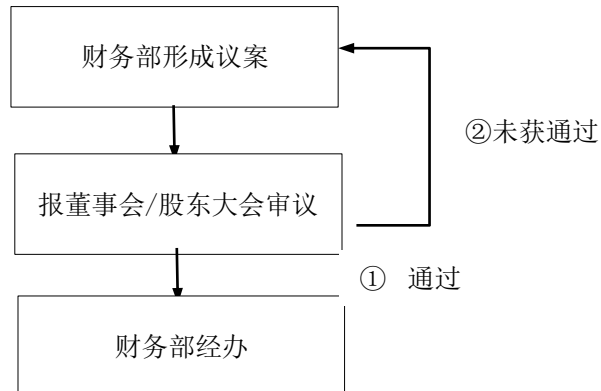 财务部形成议案
②未获通过
报董事会/股东大会审议
① 通过
财务部经办